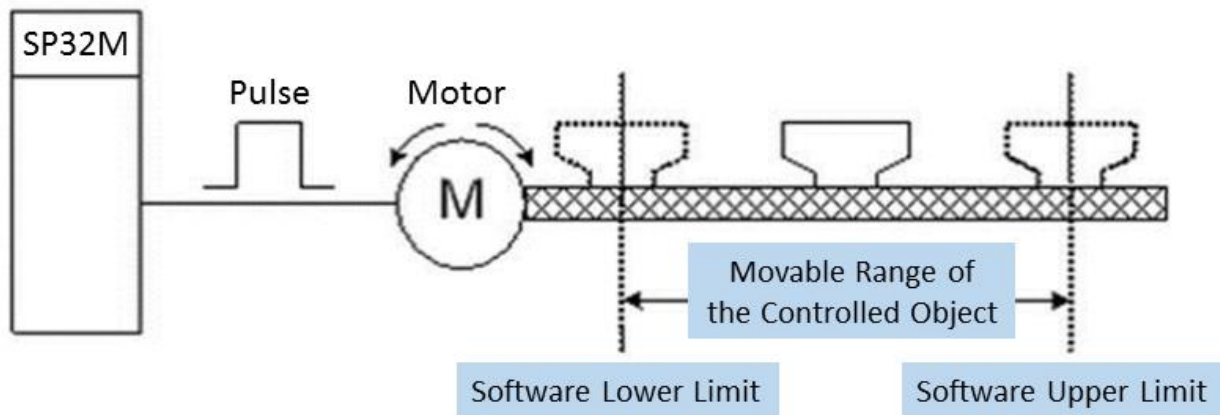 SP32M
Pulse
Motor
M
Movable Range of
the Controlled Object
Software Lower Limit
Software Upper Limit